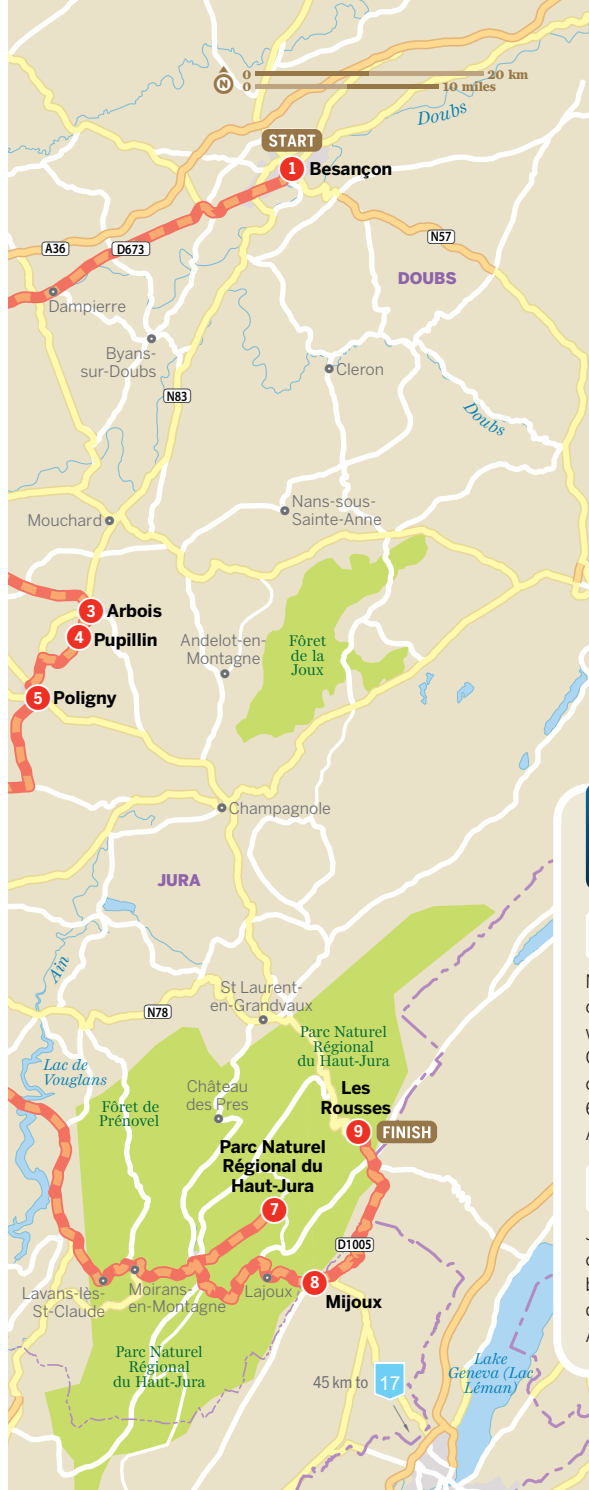 0
20 km
N
0
10 miles
Doubs
START
1
Besançon
N57
A36
D673
DOUBS
Dampierre
Byans-
sur-Doubs
Cleron
N83
Doubs
Nans-sous-
Sainte-Anne
Mouchard
3
Arbois
4
Pupillin
Andelot-en-
Montagne
Fôret
de la
Joux
5
Poligny
Champagnole
JURA
Ain
St Laurent-
en-Grandvaux
N78
Parc Naturel
Régional
du Haut-Jura
Lac de
Vouglans
Château
des Pres
Les
Rousses
Fôret de
Prénovel
9
FINISH
Parc Naturel
Régional du
Haut-Jura
7
D1005
Lavans-lès-
St-Claude
Moirans-
en-Montagne
Lajoux
8
Mijoux
Parc Naturel
Régional
du Haut-Jura
Lake
Geneva (Lac
Léman)
45 km to
17